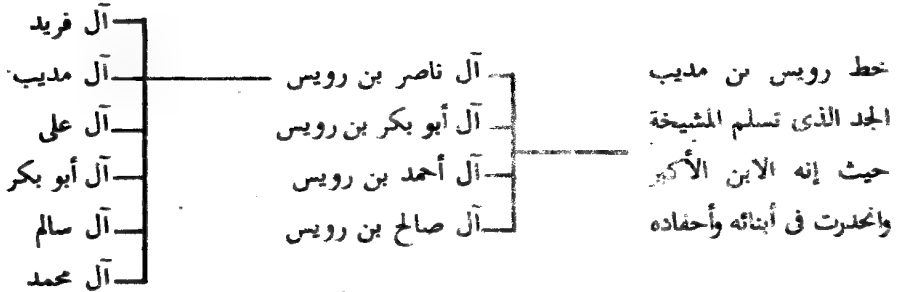 خط رويس بن مديب
الجد الذى تسلم المشيخة
حيث إنه الابن الأكبر
وانحدرت فى أبنائه وأحفاده
آل ناصر بن رويس
آل أبو بكر بن رويس
آل أحمد بن رويس
آل صالح بن رويس
آل فريد
آل مديب
آل على
آل أبو بكر
آل سالم
آل محمد